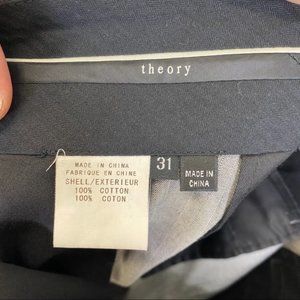 theory
MADE IN CHINA
FABRIQUE EN CHINE
SHELL/EXTERIEUR
100% COTTON
100% COTON
31
MADE IN
CHINA